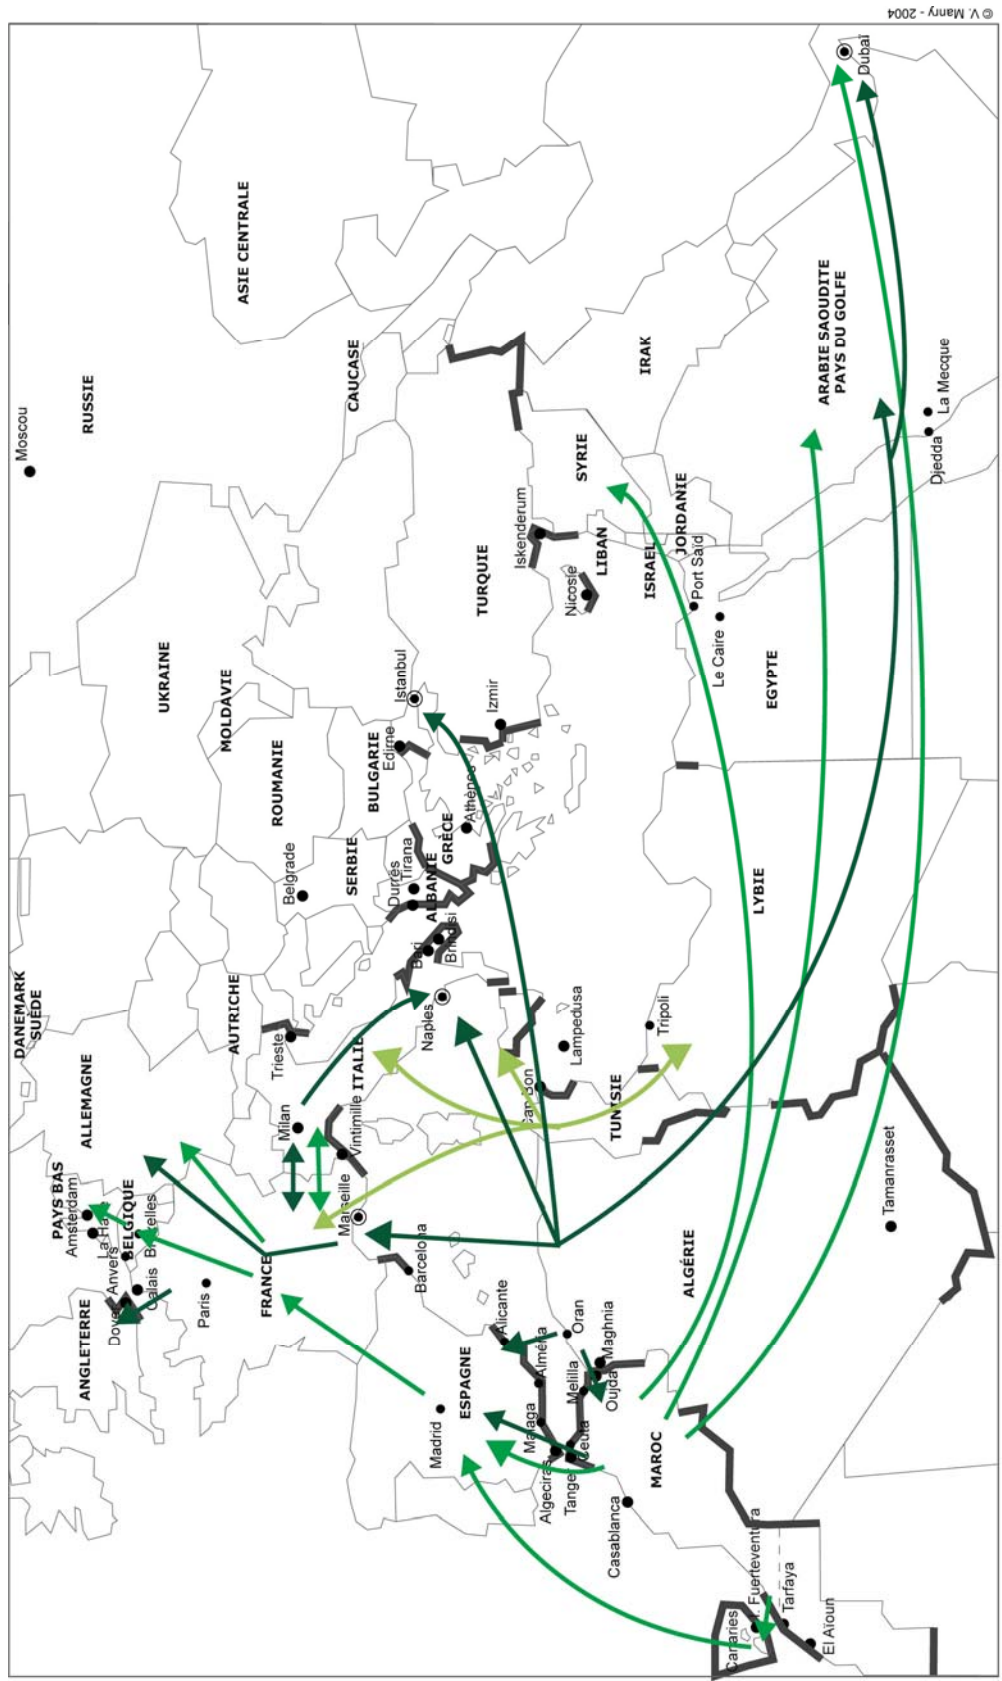 © V. Manry - 2004
Moscou
RUSSIE
DANEMARK
SUÈDE
ASIE CENTRALE
UKRAINE
MOLDAVIE
CAUCASE
ALLEMAGNE
PAYS BAS
Amsterdam
La Haye
BELGIQUE
Anvers
Bruxelles
ANGLETERRE
Dover
Calais
Paris
FRANCE
AUTRICHE
ROUMANIE
Belgrade
SERBIE
BULGARIE
Edirne
Istanbul
Trieste
Milan
Vintimille
ITALIE
Marseille
Barcelona
Naples
Bari
Brindisi
Durrës
Tirana
ALBANIE
GRÈCE
Athènes
Izmir
TURQUIE
Iskenderum
Nicosie
SYRIE
LIBAN
ISRAEL
JORDANIE
IRAK
ARABIE SAOUDITE
PAYS DU GOLFE
Dubaï
La Mecque
Djedda
Port Saïd
Le Caire
EGYPTE
LYBIE
Tripoli
Lampedusa
Cap Bon
TUNISIE
ALGÉRIE
Tamanrasset
Madrid
ESPAGNE
Alicante
Alméria
Malaga
Algeciras
Tanger
Ceuta
Melilla
Oran
Maghnia
Oujda
MAROC
Casablanca
Canaries
I. Fuerteventura
Tarfaya
El Aïoun